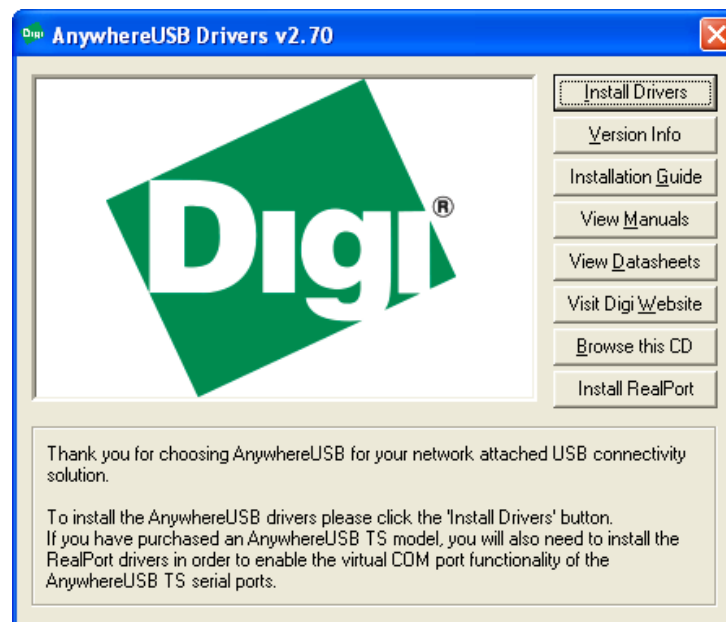 Digi AnywhereUSB Drivers v2.70
Digi®
Install Drivers
Version Info
Installation Guide
View Manuals
View Datasheets
Visit Digi Website
Browse this CD
Install RealPort
Thank you for choosing AnywhereUSB for your network attached USB connectivity
solution.
To install the AnywhereUSB drivers please click the 'Install Drivers' button.
If you have purchased an AnywhereUSB TS model, you will also need to install the
RealPort drivers in order to enable the virtual COM port functionality of the
AnywhereUSB TS serial ports.